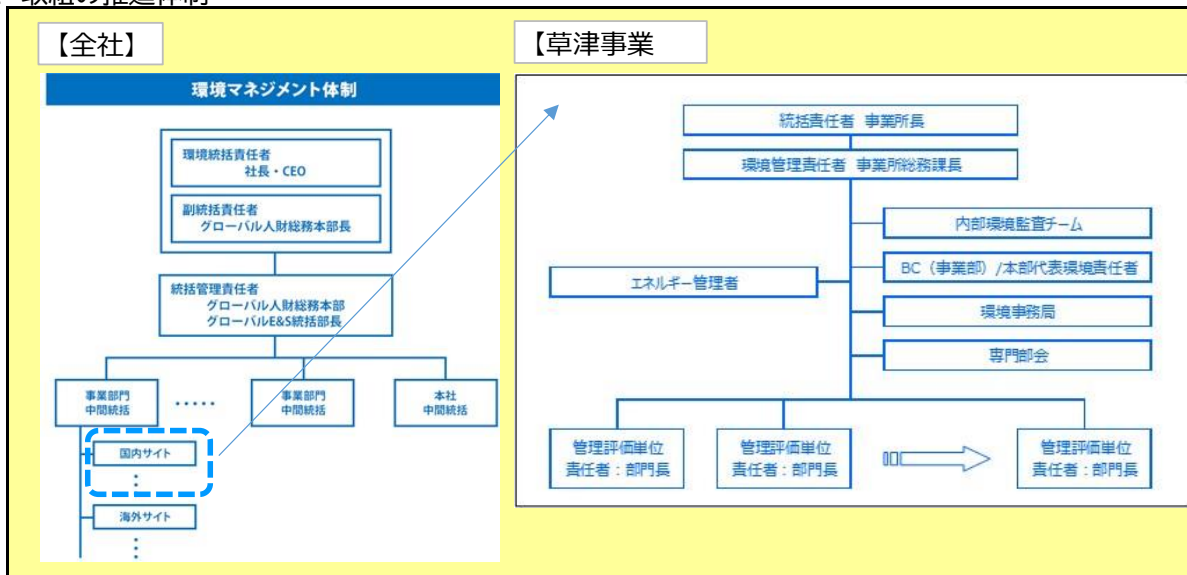 取組の推進体制
【全社】
環境マネジメント体制
環境統括責任者
社長・CEO
副統括責任者
グローバル人財総務本部長
統括管理責任者
グローバル人財総務本部
グローバルE&S統括部長
事業部門
中間統括
・・・・・
事業部門
中間統括
本社
中間統括
国内サイト
海外サイト
【草津事業
統括責任者 事業所長
環境管理責任者 事業所総務課長
内部環境監査チーム
BC（事業部）/本部代表環境責任者
エネルギー管理者
環境事務局
専門部会
管理評価単位
責任者：部門長
管理評価単位
責任者：部門長
管理評価単位
責任者：部門長